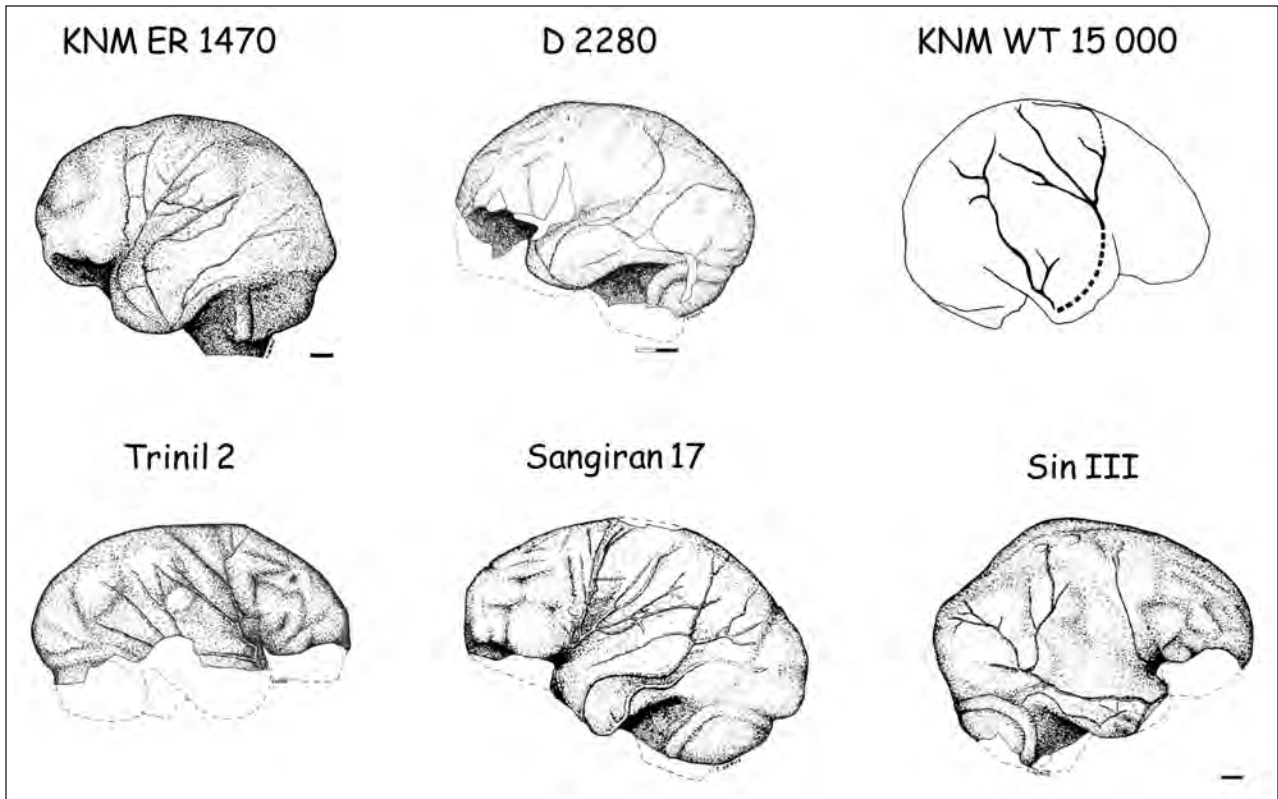 KNM ER 1470
D 2280
KNM WT 15 000
Trinil 2
Sangiran 17
Sin III